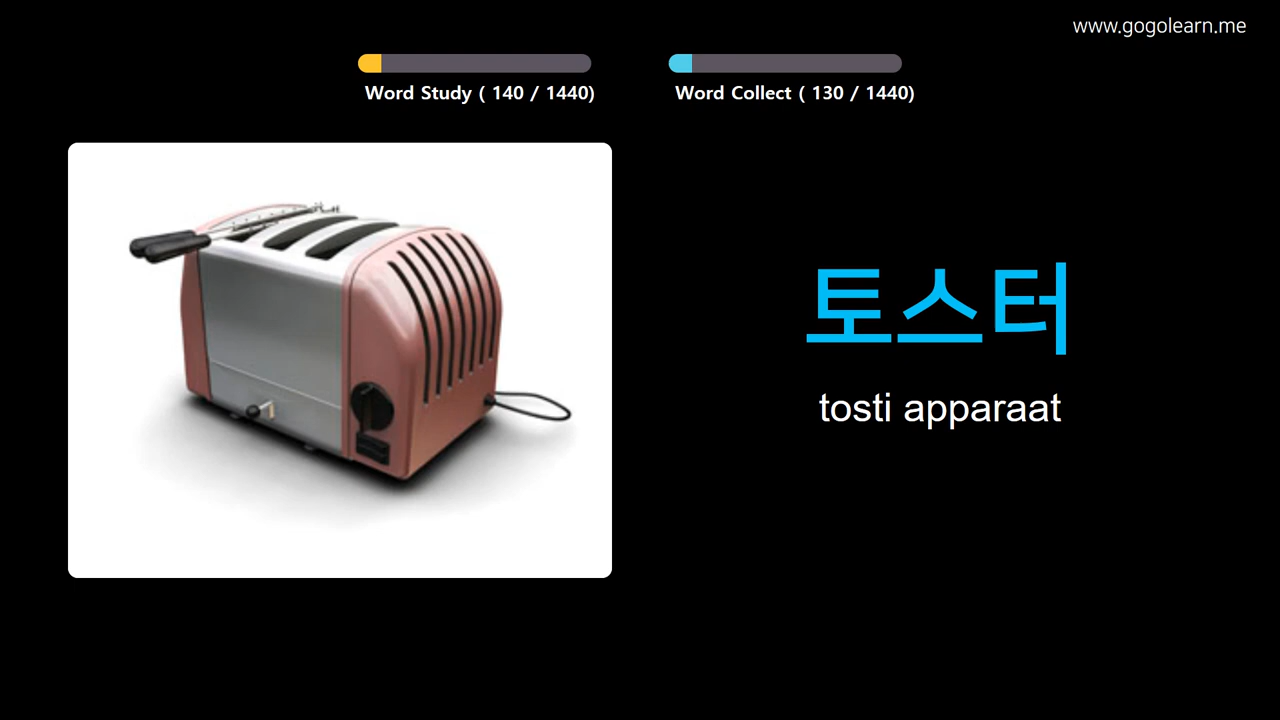 www.gogolearn.me
Word Study ( 140 / 1440)
Word Collect ( 130 / 1440)
토스터
tosti apparaat